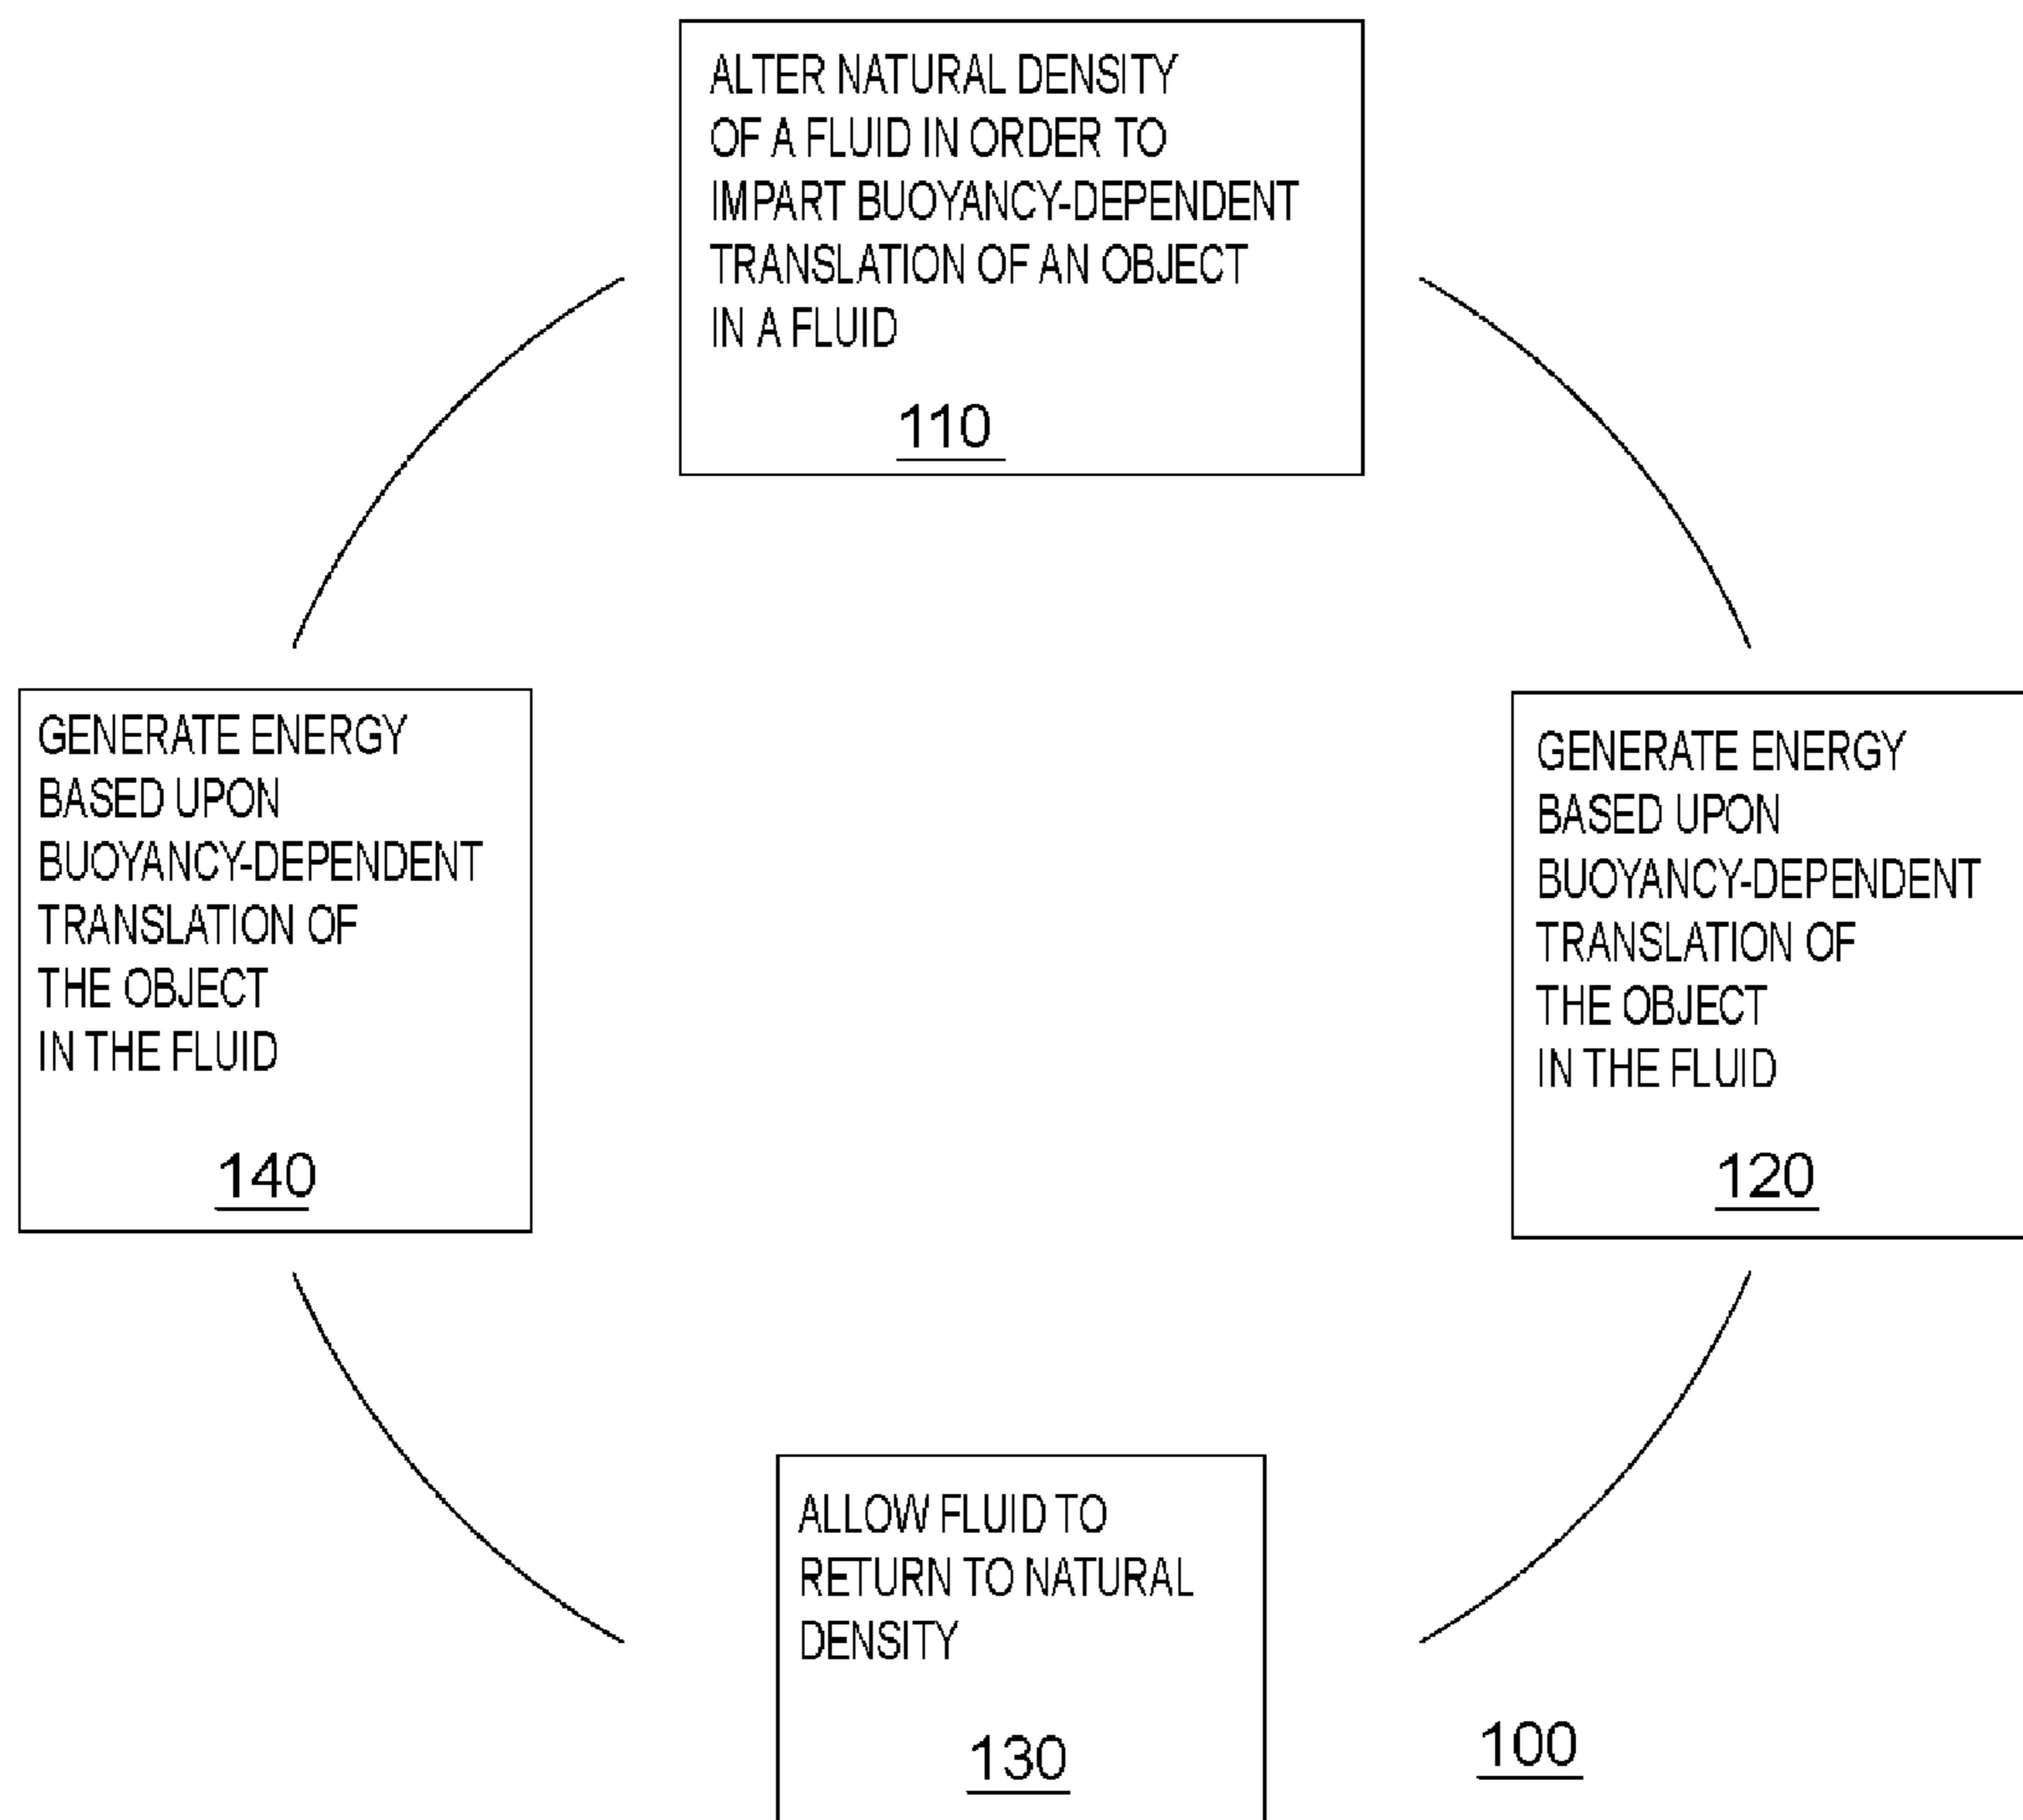 ALTER NATURAL DENSITY
OF A FLUID IN ORDER TO
IMPART BUOYANCY-DEPENDENT
TRANSLATION OF AN OBJECT
IN A FLUID
110
GENERATE ENERGY
BASED UPON
BUOYANCY-DEPENDENT
TRANSLATION OF
THE OBJECT
IN THE FLUID
140
GENERATE ENERGY
BASED UPON
BUOYANCY-DEPENDENT
TRANSLATION OF
THE OBJECT
IN THE FLUID
120
ALLOW FLUID TO
RETURN TO NATURAL
DENSITY
130
100